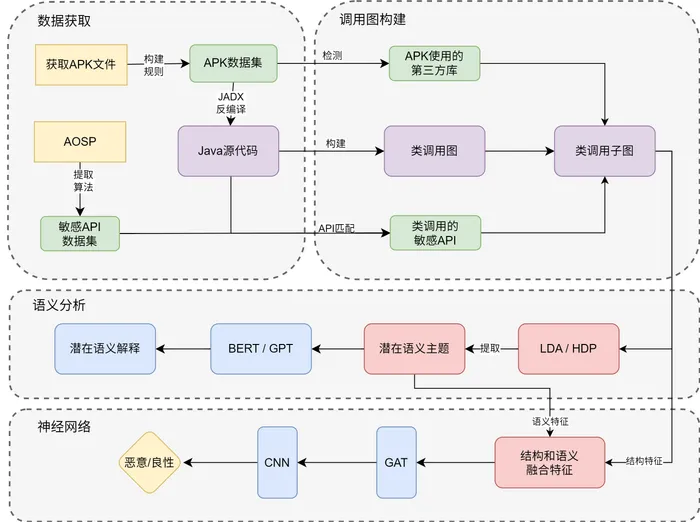 数据获取
获取APK文件
构建
规则
APK数据集
JADX
反编译
AOSP
Java源代码
提取
算法
敏感API
数据集
调用图构建
检测
APK使用的
第三方库
构建
类调用图
类调用子图
API匹配
类调用的
敏感API
语义分析
潜在语义解释
BERT / GPT
潜在语义主题
提取
LDA / HDP
语义特征
神经网络
恶意/良性
CNN
GAT
结构和语义
融合特征
结构特征